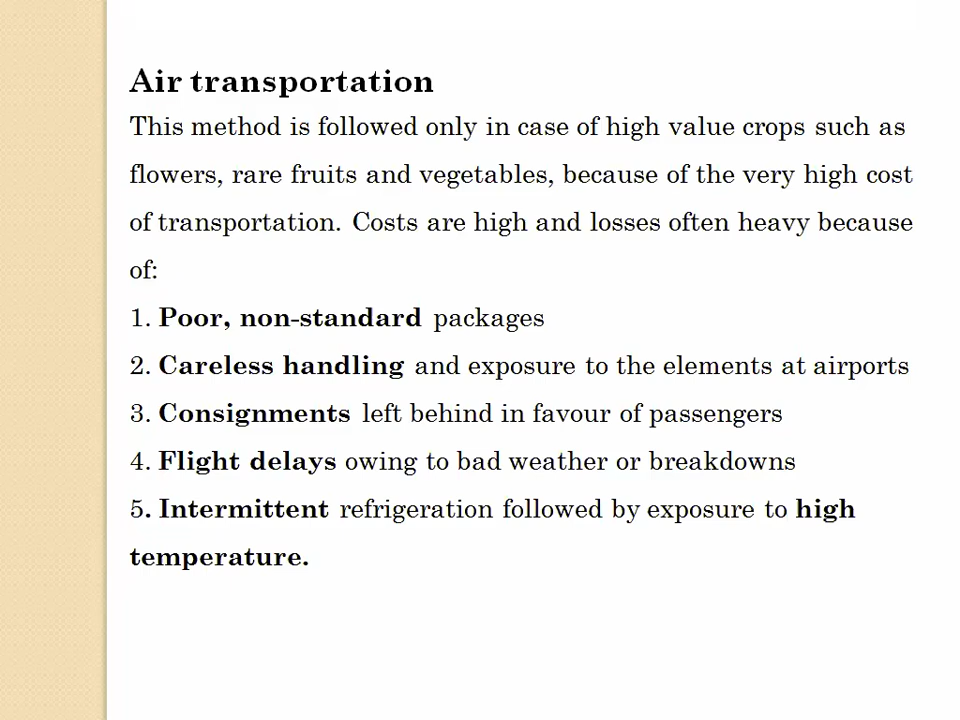 Air transportation
This method is followed only in case of high value crops such as
flowers, rare fruits and vegetables, because of the very high cost
of transportation. Costs are high and losses often heavy because
of:
1. Poor, non-standard packages
2. Careless handling and exposure to the elements at airports
3. Consignments left behind in favour of passengers
4. Flight delays owing to bad weather or breakdowns
5. Intermittent refrigeration followed by exposure to high
temperature.